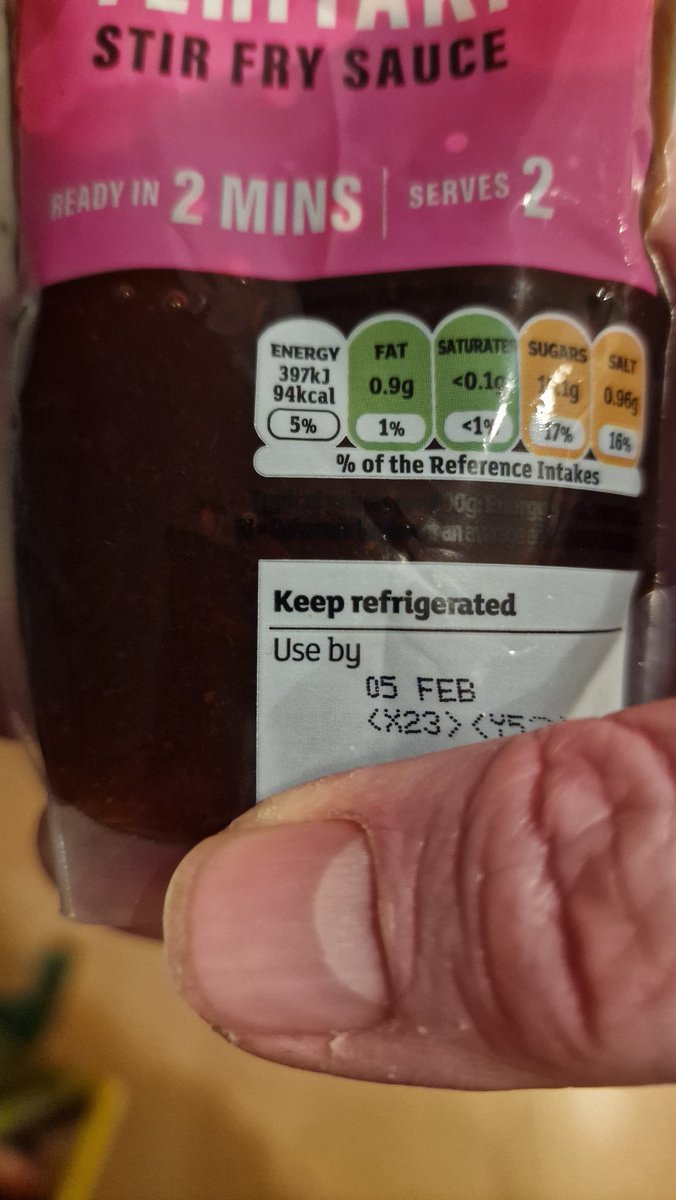 TERIYAKI
STIR FRY SAUCE
READY IN 2 MINS | SERVES 2
ENERGY FAT SATURATES SUGARS SALT
397kJ 0.9g <0.1g 0.96g
94kcal
5% 1% <1% 17% 16%
% of the Reference Intakes
Keep refrigerated
Use by
05 FEB
<X23>